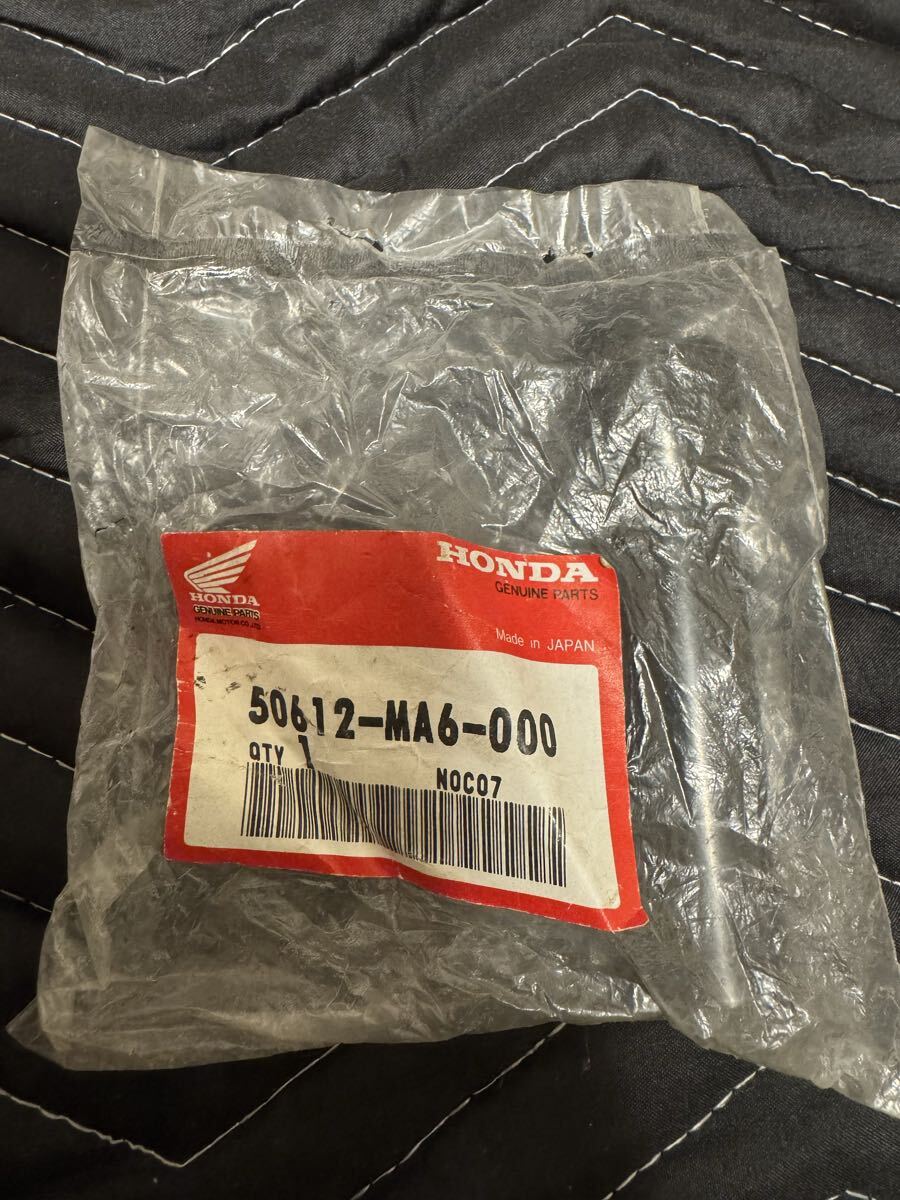 HONDA
GENUINE PARTS
HONDA MOTOR CO.,LTD.
HONDA
GENUINE PARTS
Made in JAPAN
50612-MA6-000
QTY 1
NOC07